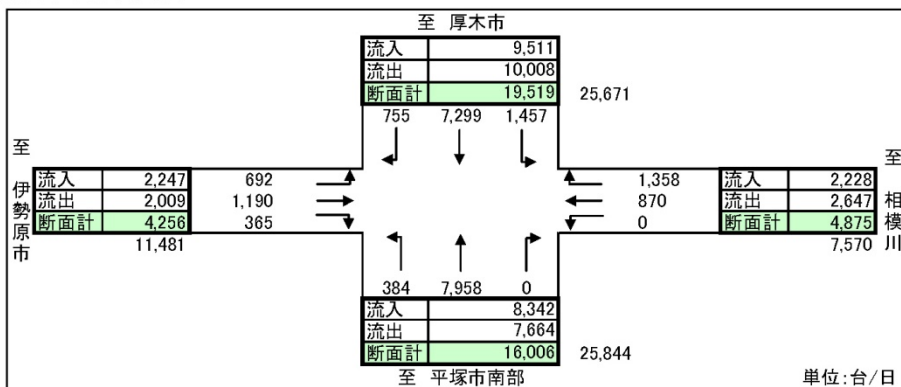 至 厚木市
流入 9,511
流出 10,008
断面計 19,519 25,671
755 7,299 1,457
至 伊勢原市
流入 2,247
流出 2,009
断面計 4,256
11,481
692
1,190
365
1,358
870
0
流入 2,228
流出 2,647
断面計 4,875
7,570
至 相模川
384 7,958 0
流入 8,342
流出 7,664
断面計 16,006 25,844
至 平塚市南部
単位:台/日